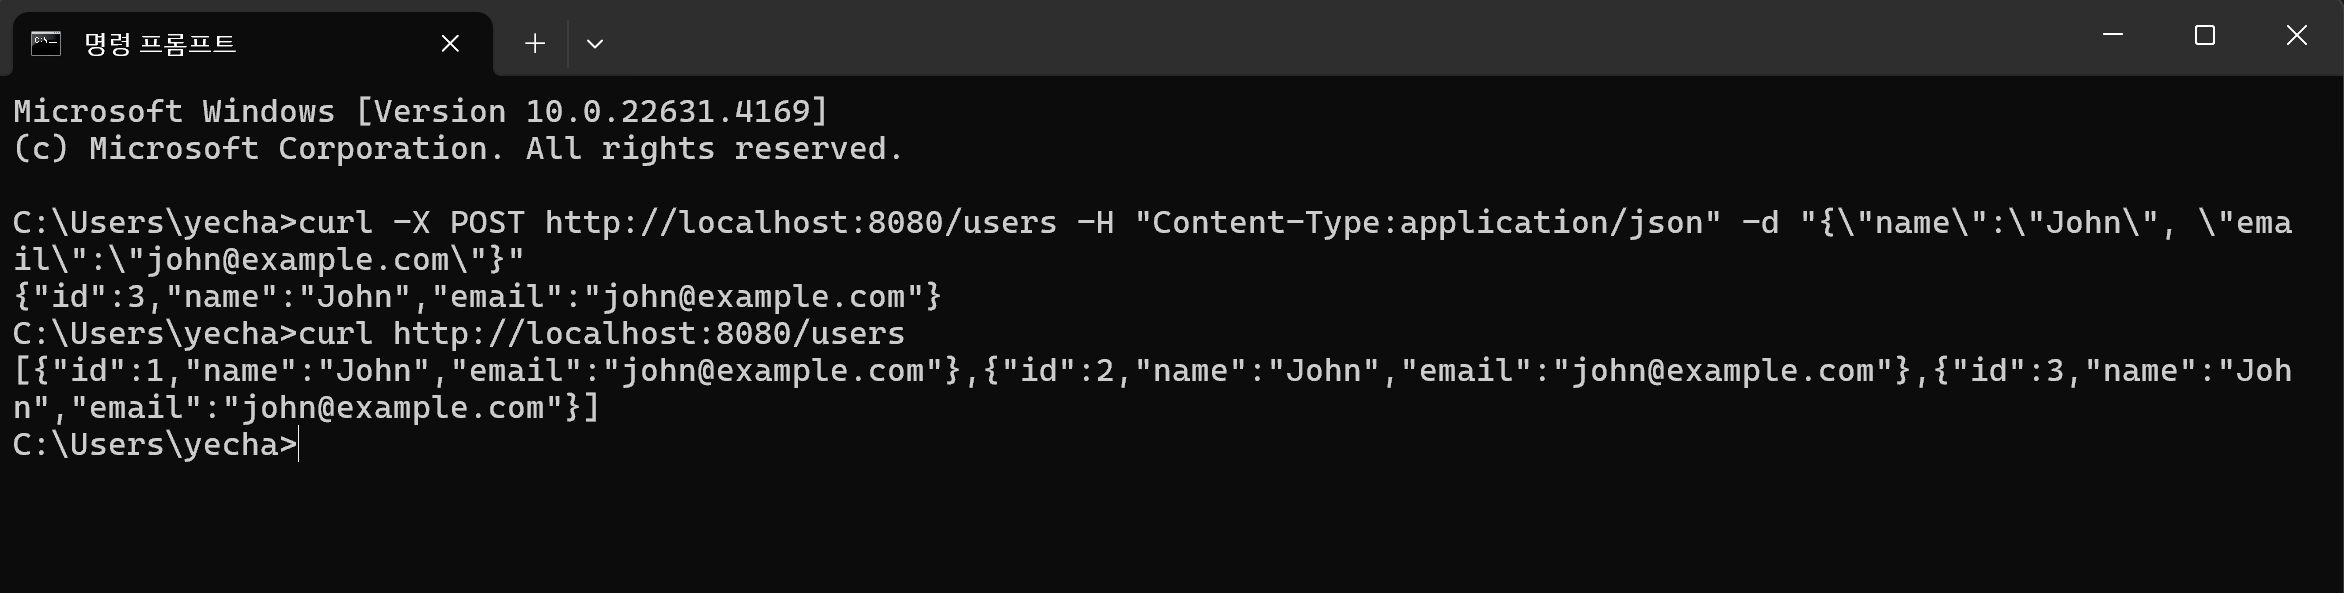 명령 프롬프트
Microsoft Windows [Version 10.0.22631.4169]
(c) Microsoft Corporation. All rights reserved.
C:\Users\yecha>curl -X POST http://localhost:8080/users -H "Content-Type:application/json" -d "{\"name\":\"John\", \"ema
il\":\"john@example.com\"}"
{"id":3,"name":"John","email":"john@example.com"}
C:\Users\yecha>curl http://localhost:8080/users
[{"id":1,"name":"John","email":"john@example.com"},{"id":2,"name":"John","email":"john@example.com"},{"id":3,"name":"Joh
n","email":"john@example.com"}]
C:\Users\yecha>